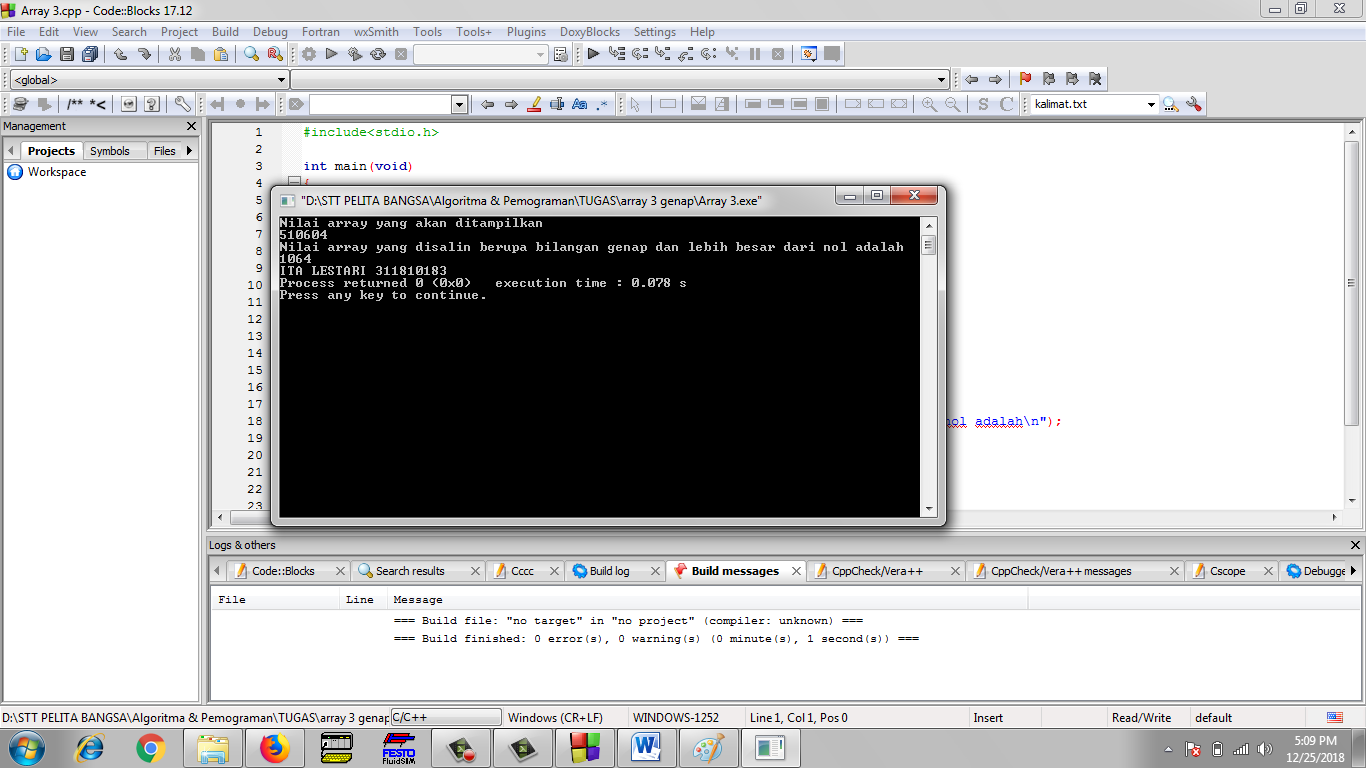 Array 3.cpp - Code::Blocks 17.12
File Edit View Search Project Build Debug Fortran wxSmith Tools Tools+ Plugins DoxyBlocks Settings Help
<global>
/** *<
S C kalimat.txt
Management
Projects Symbols Files
Workspace
1 #include<stdio.h>
2
3 int main(void)
4 {
5
6
7
8
9
10
11
12
13
14
15
16
17
18 nol adalah\n");
19
20
21
22
23
"D:\STT PELITA BANGSA\Algoritma & Pemograman\TUGAS\array 3 genap\Array 3.exe"
Nilai array yang akan ditampilkan
510604
Nilai array yang disalin berupa bilangan genap dan lebih besar dari nol adalah
1064
ITA LESTARI 311810183
Process returned 0 (0x0) execution time : 0.078 s
Press any key to continue.
Logs & others
Code::Blocks Search results Cccc Build log Build messages CppCheck/Vera++ CppCheck/Vera++ messages Cscope Debugge
File Line Message
=== Build file: "no target" in "no project" (compiler: unknown) ===
=== Build finished: 0 error(s), 0 warning(s) (0 minute(s), 1 second(s)) ===
D:\STT PELITA BANGSA\Algoritma & Pemograman\TUGAS\array 3 genap C/C++ Windows (CR+LF) WINDOWS-1252 Line 1, Col 1, Pos 0 Insert Read/Write default
FESTO
FluidSIM
5:09 PM
12/25/2018